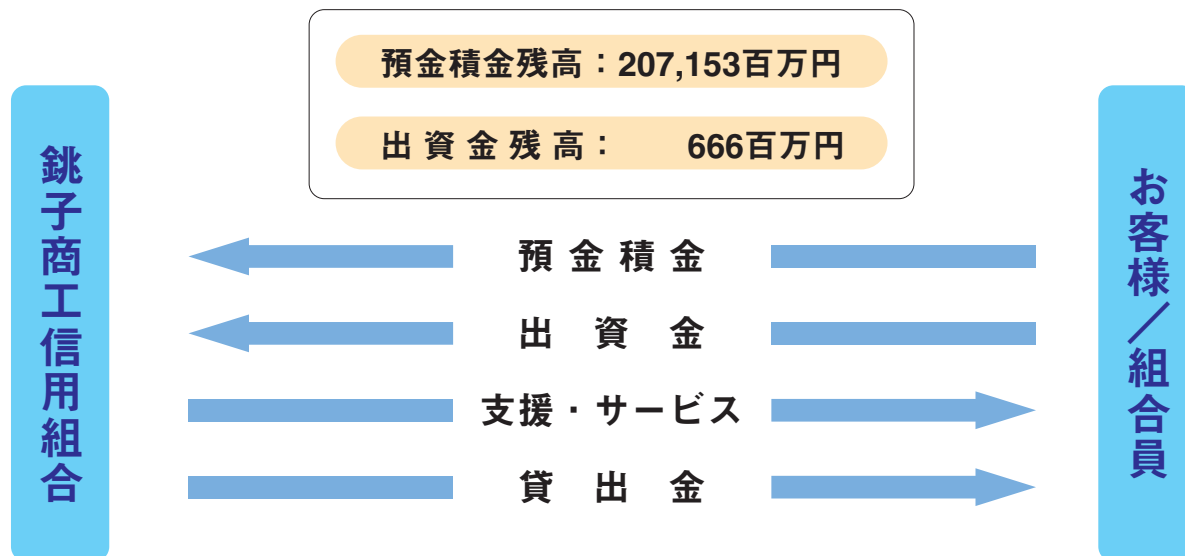 預金積金残高：207,153百万円
出資金残高：　666百万円
銚子商工信用組合
お客様／組合員
預金積金
出資金
支援・サービス
貸出金